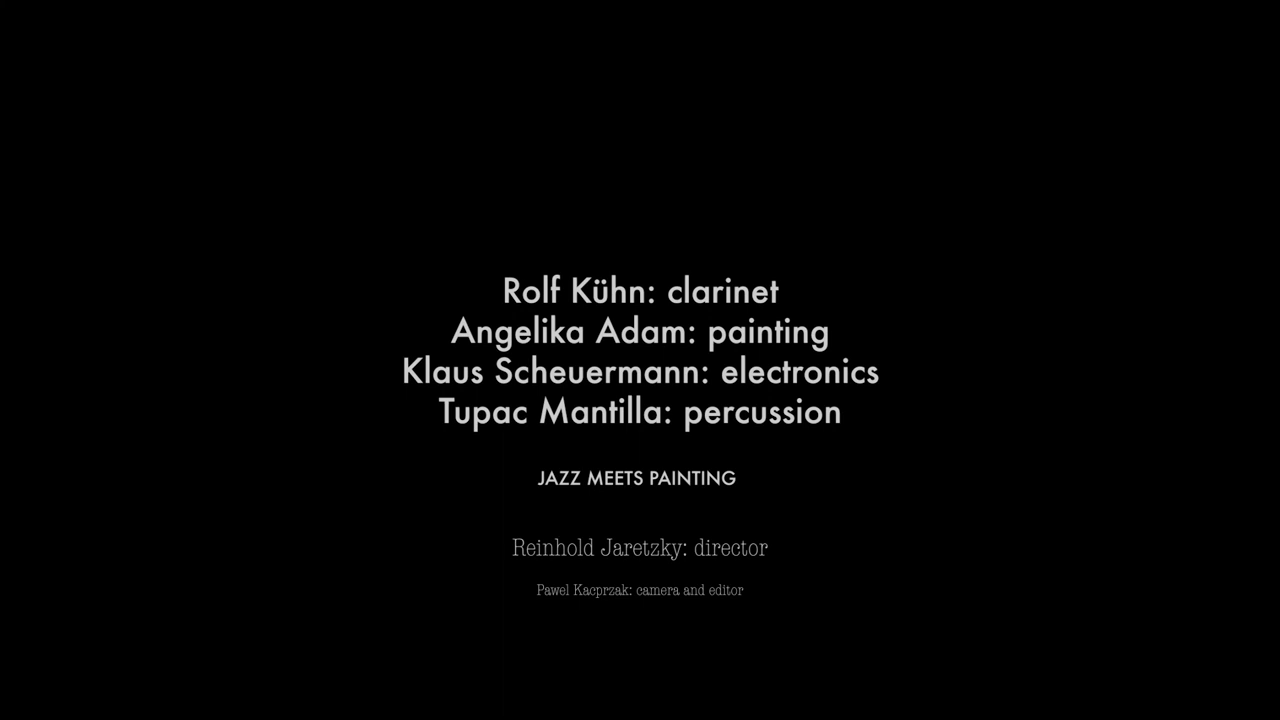 Rolf Kühn: clarinet
Angelika Adam: painting
Klaus Scheuermann: electronics
Tupac Mantilla: percussion
JAZZ MEETS PAINTING
Reinhold Jaretzky: director
Pawel Kacprzak: camera and editor